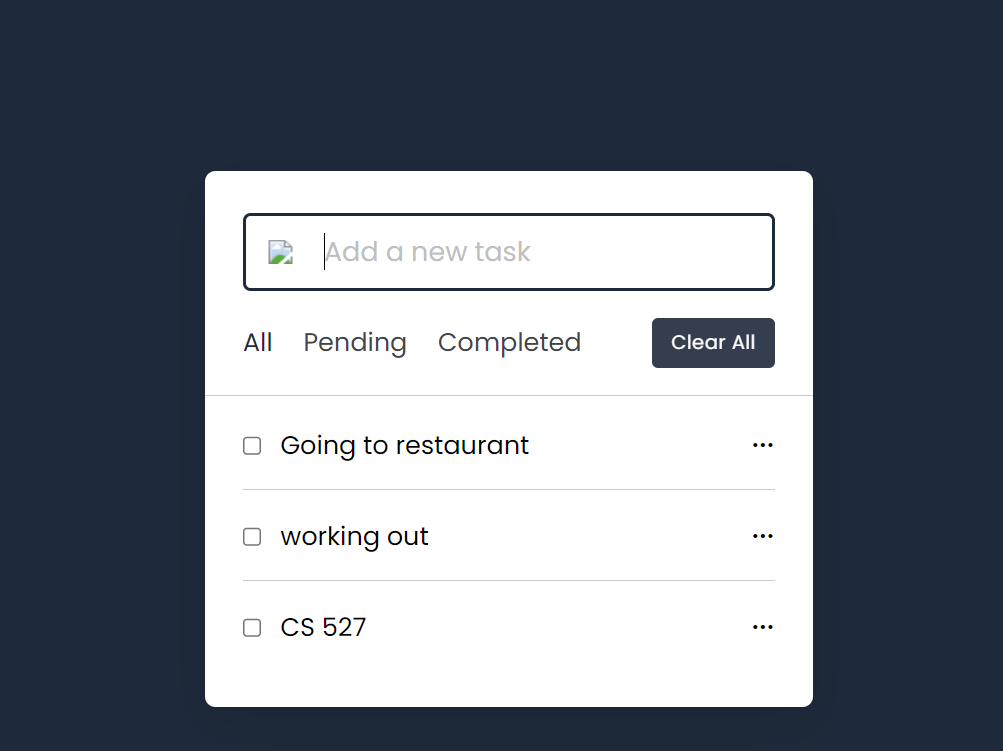 Add a new task
All Pending Completed Clear All
Going to restaurant
working out
CS 527